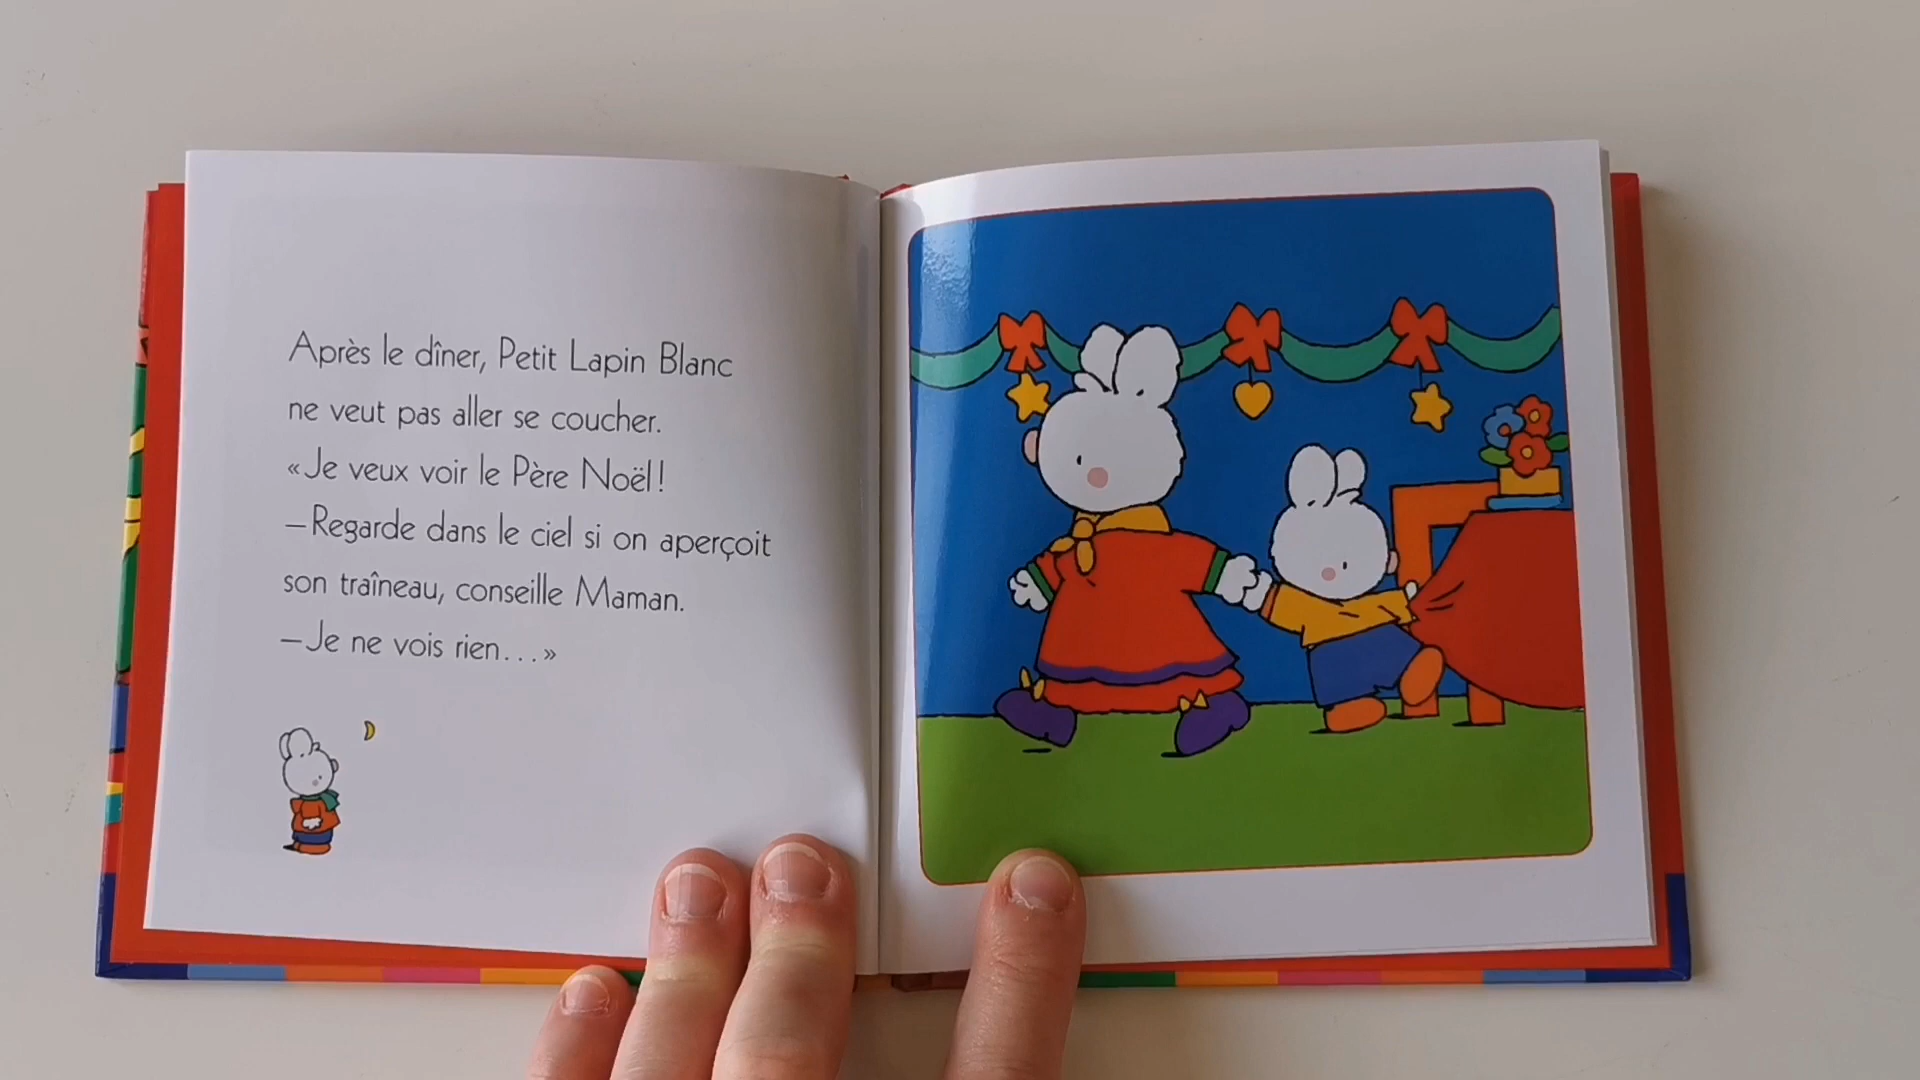 Après le dîner, Petit Lapin Blanc
ne veut pas aller se coucher.
«Je veux voir le Père Noël!
–Regarde dans le ciel si on aperçoit
son traîneau, conseille Maman.
–Je ne vois rien...»